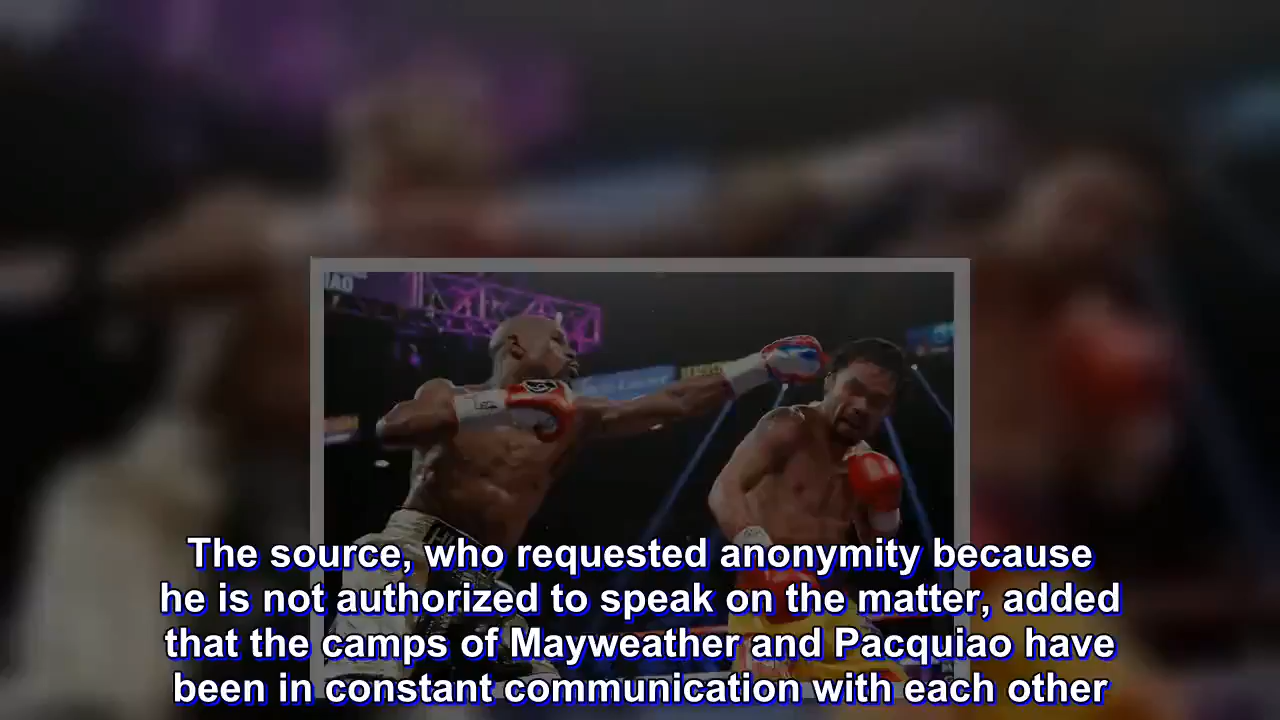 IAO
The source, who requested anonymity because
he is not authorized to speak on the matter, added
that the camps of Mayweather and Pacquiao have
been in constant communication with each other